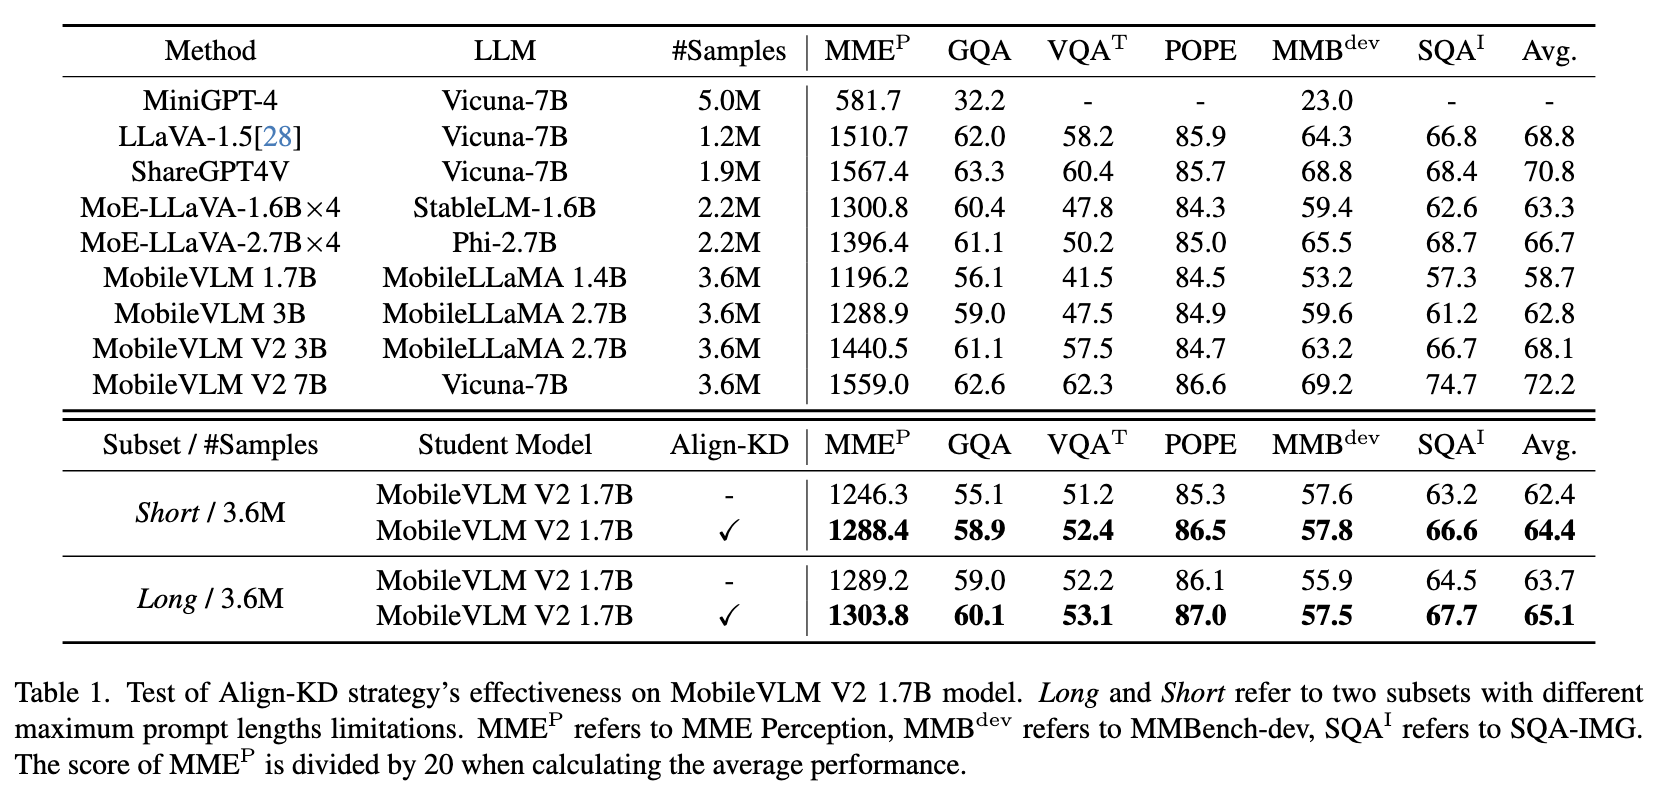 Method LLM #Samples MME^P GQA VQA^T POPE MMB^dev SQA^I Avg.
MiniGPT-4 Vicuna-7B 5.0M 581.7 32.2 - - 23.0 - -
LLaVA-1.5[28] Vicuna-7B 1.2M 1510.7 62.0 58.2 85.9 64.3 66.8 68.8
ShareGPT4V Vicuna-7B 1.9M 1567.4 63.3 60.4 85.7 68.8 68.4 70.8
MoE-LLaVA-1.6B×4 StableLM-1.6B 2.2M 1300.8 60.4 47.8 84.3 59.4 62.6 63.3
MoE-LLaVA-2.7B×4 Phi-2.7B 2.2M 1396.4 61.1 50.2 85.0 65.5 68.7 66.7
MobileVLM 1.7B MobileLLaMA 1.4B 3.6M 1196.2 56.1 41.5 84.5 53.2 57.3 58.7
MobileVLM 3B MobileLLaMA 2.7B 3.6M 1288.9 59.0 47.5 84.9 59.6 61.2 62.8
MobileVLM V2 3B MobileLLaMA 2.7B 3.6M 1440.5 61.1 57.5 84.7 63.2 66.7 68.1
MobileVLM V2 7B Vicuna-7B 3.6M 1559.0 62.6 62.3 86.6 69.2 74.7 72.2
Subset / #Samples Student Model Align-KD MME^P GQA VQA^T POPE MMB^dev SQA^I Avg.
Short / 3.6M
MobileVLM V2 1.7B - 1246.3 55.1 51.2 85.3 57.6 63.2 62.4
MobileVLM V2 1.7B ✓ 1288.4 58.9 52.4 86.5 57.8 66.6 64.4
Long / 3.6M
MobileVLM V2 1.7B - 1289.2 59.0 52.2 86.1 55.9 64.5 63.7
MobileVLM V2 1.7B ✓ 1303.8 60.1 53.1 87.0 57.5 67.7 65.1
Table 1. Test of Align-KD strategy's effectiveness on MobileVLM V2 1.7B model. Long and Short refer to two subsets with different
maximum prompt lengths limitations. MME^P refers to MME Perception, MMB^dev refers to MMBench-dev, SQA^I refers to SQA-IMG.
The score of MME^P is divided by 20 when calculating the average performance.